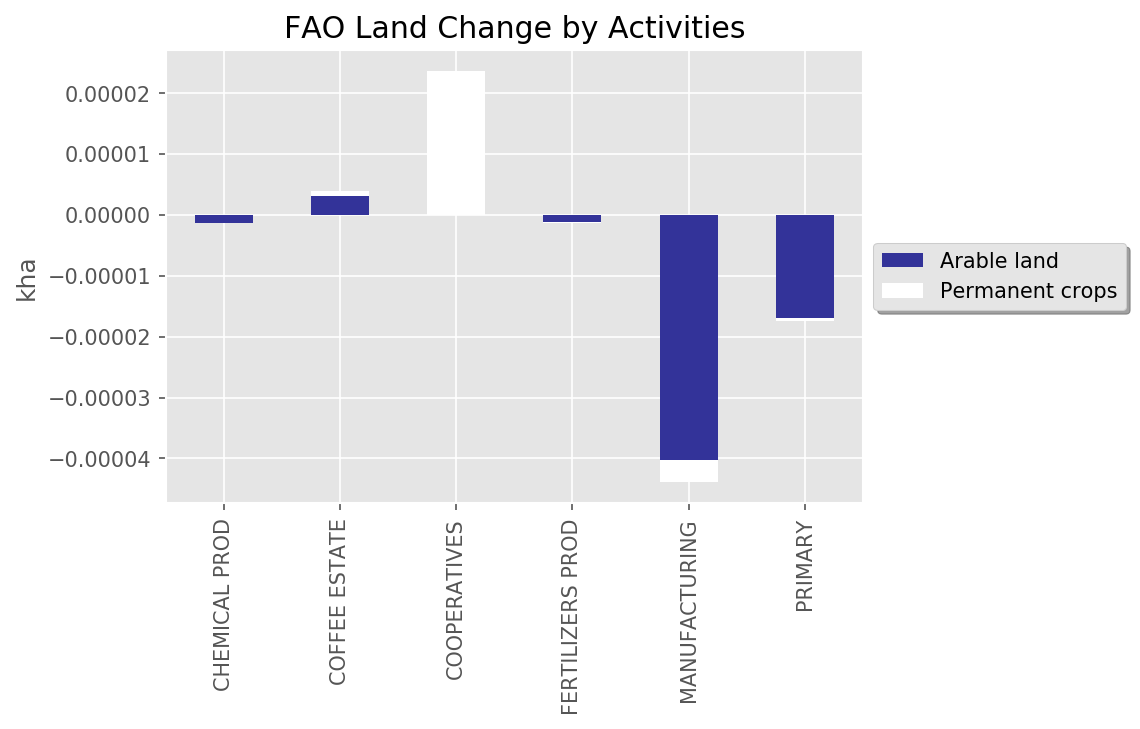 FAO Land Change by Activities
0.00002
0.00001
0.00000
−0.00001
−0.00002
−0.00003
−0.00004
kha
Arable land
Permanent crops
CHEMICAL PROD
COFFEE ESTATE
COOPERATIVES
FERTILIZERS PROD
MANUFACTURING
PRIMARY